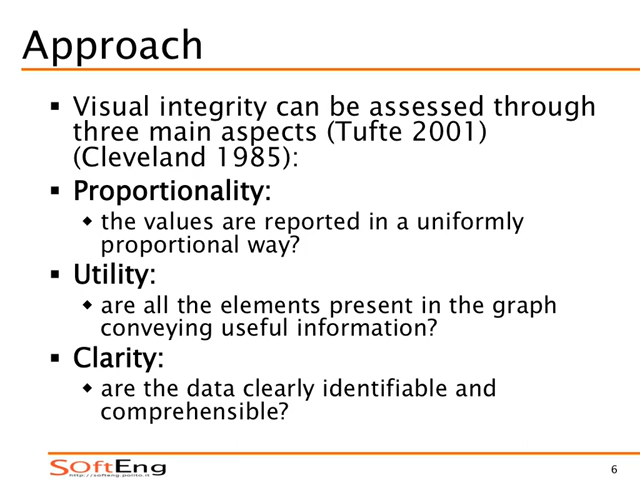 Approach
▪ Visual integrity can be assessed through
three main aspects (Tufte 2001)
(Cleveland 1985):
▪ Proportionality:
◆ the values are reported in a uniformly
proportional way?
▪ Utility:
◆ are all the elements present in the graph
conveying useful information?
▪ Clarity:
◆ are the data clearly identifiable and
comprehensible?
SOftEng
http://softeng.polito.it
6